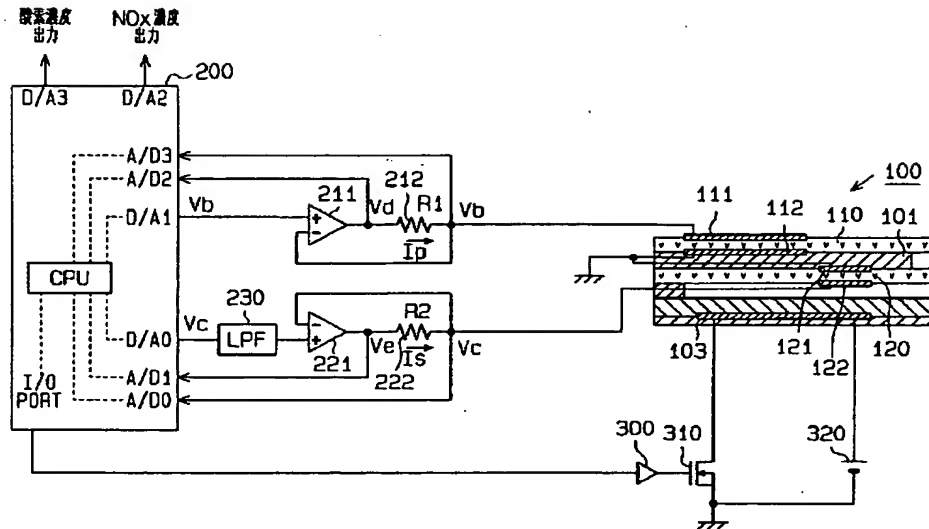 酸素濃度
出力
NOx濃度
出力
200
D/A3
D/A2
A/D3
A/D2
D/A1
CPU
D/A0
I/O
PORT
A/D1
A/D0
Vb
211
Vd
212
R1
Ip
Vb
Vc
230
LPF
221
Ve
R2
Is
222
Vc
100
111
112
110
101
103
121
122
120
300
310
320